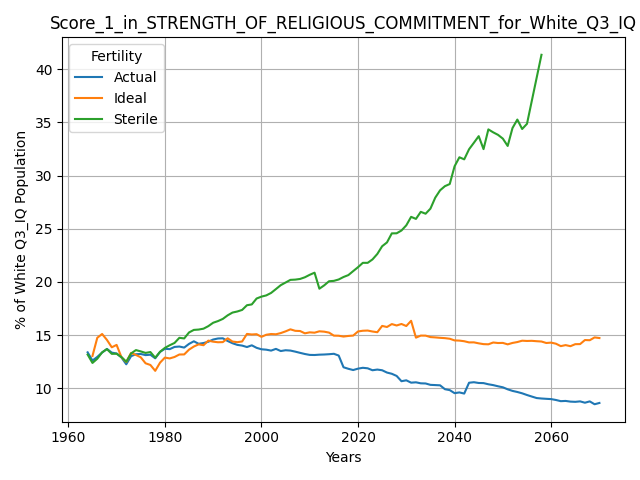 Score_1_in_STRENGTH_OF_RELIGIOUS_COMMITMENT_for_White_Q3_IQ
Fertility
Actual
Ideal
Sterile
% of White Q3_IQ Population
40
35
30
25
20
15
10
1960
1980
2000
2020
2040
2060
Years